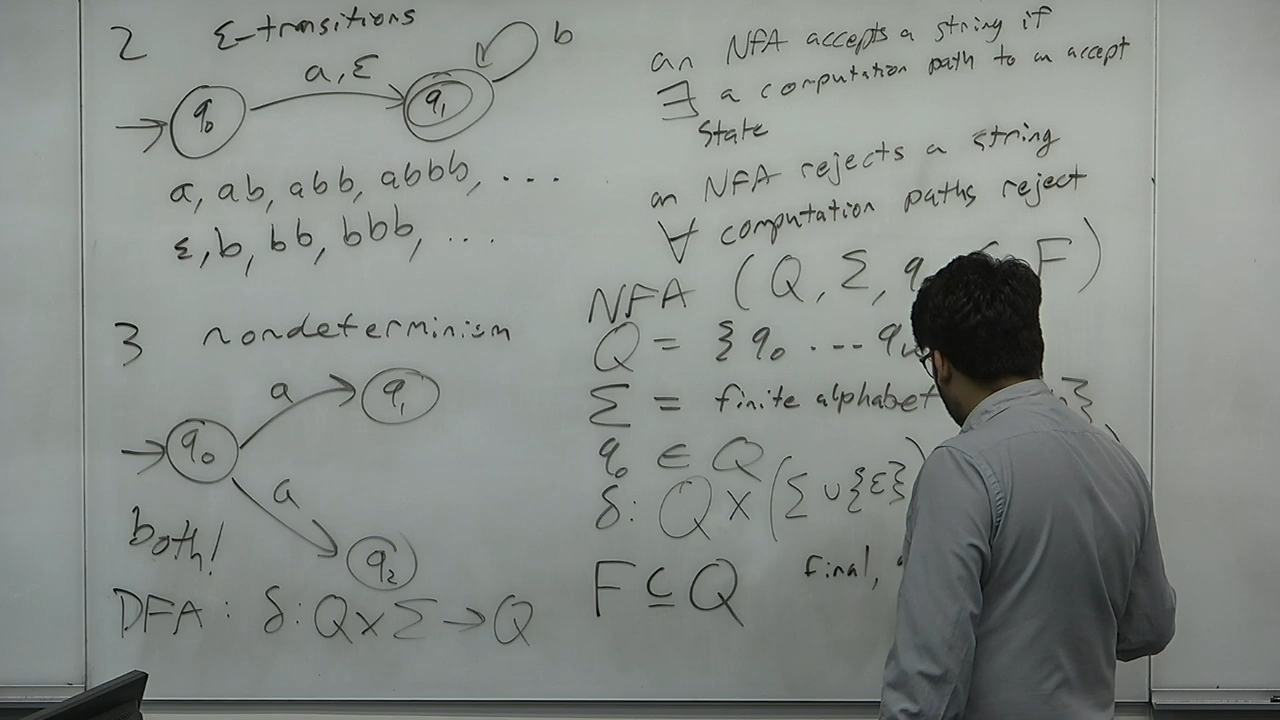 2 ε-transitions
a, ε
b
q₀
q₁
a, ab, abb, abbb, ...
ε, b, bb, bbb, ...
3 nondeterminism
a
q₁
q₀
a
both!
q₂
DFA: δ: Q × Σ → Q
an NFA accepts a string if
∃ a computation path to an accept
state
an NFA rejects a string
∀ computation paths reject
NFA (Q, Σ, q F)
Q = { q₀ ...
Σ = finite alphabet }
q₀ ∈ Q
δ: Q × (Σ ∪ {ε})
F ⊆ Q final,